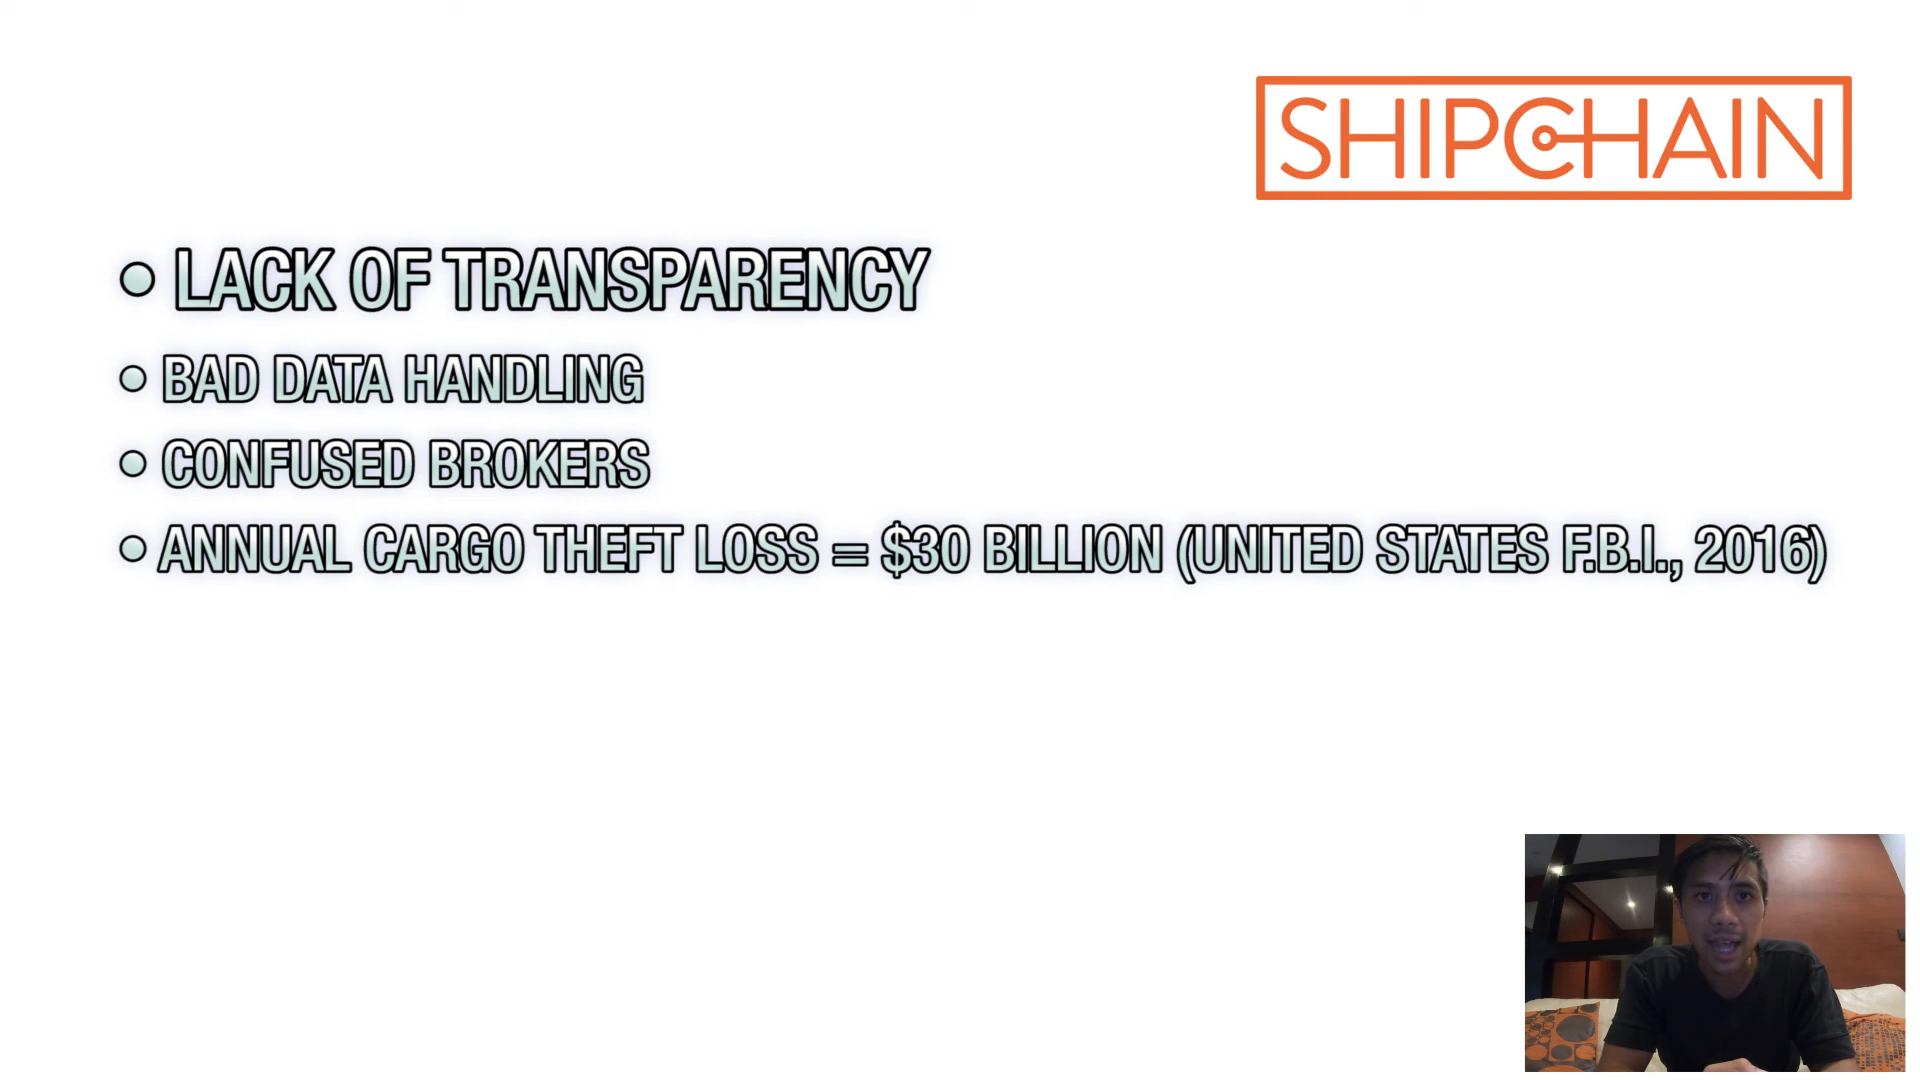 SHIPCHAIN
• LACK OF TRANSPARENCY
• BAD DATA HANDLING
• CONFUSED BROKERS
• ANNUAL CARGO THEFT LOSS = $30 BILLION (UNITED STATES F.B.I., 2016)